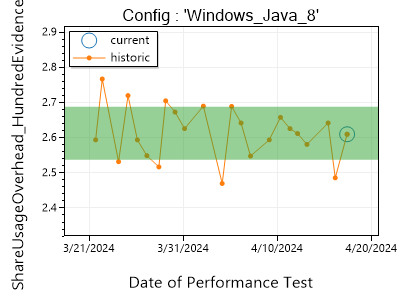 Config : 'Windows_Java_8'
ShareUsageOverhead_HundredEvidence
current
historic
2.9
2.8
2.7
2.6
2.5
2.4
3/21/2024
3/31/2024
4/10/2024
4/20/2024
Date of Performance Test